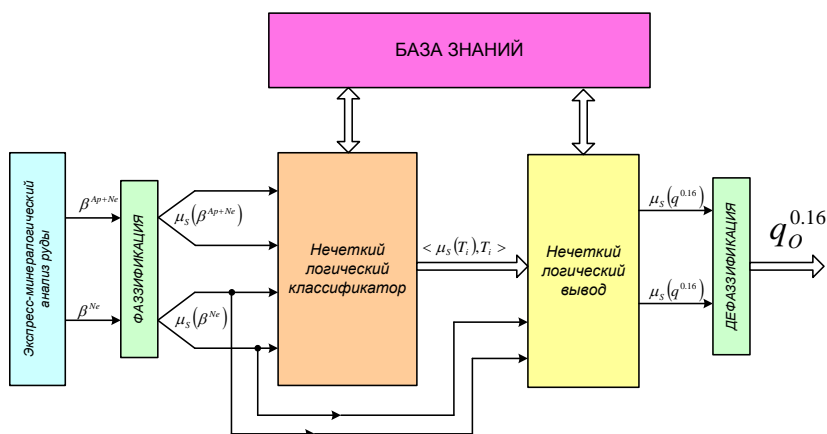 БАЗА ЗНАНИЙ
Экспресс-минералогический
анализ руды
β^{Ap+Ne}
β^{Ne}
ФАЗЗИФИКАЦИЯ
μ_S(β^{Ap+Ne})
μ_S(β^{Ne})
Нечеткий
логический
классификатор
< μ_S(T_i),T_i >
Нечеткий
логический
вывод
μ_S(q^{0.16})
μ_S(q^{0.16})
ДЕФАЗЗИФИКАЦИЯ
q_O^{0.16}